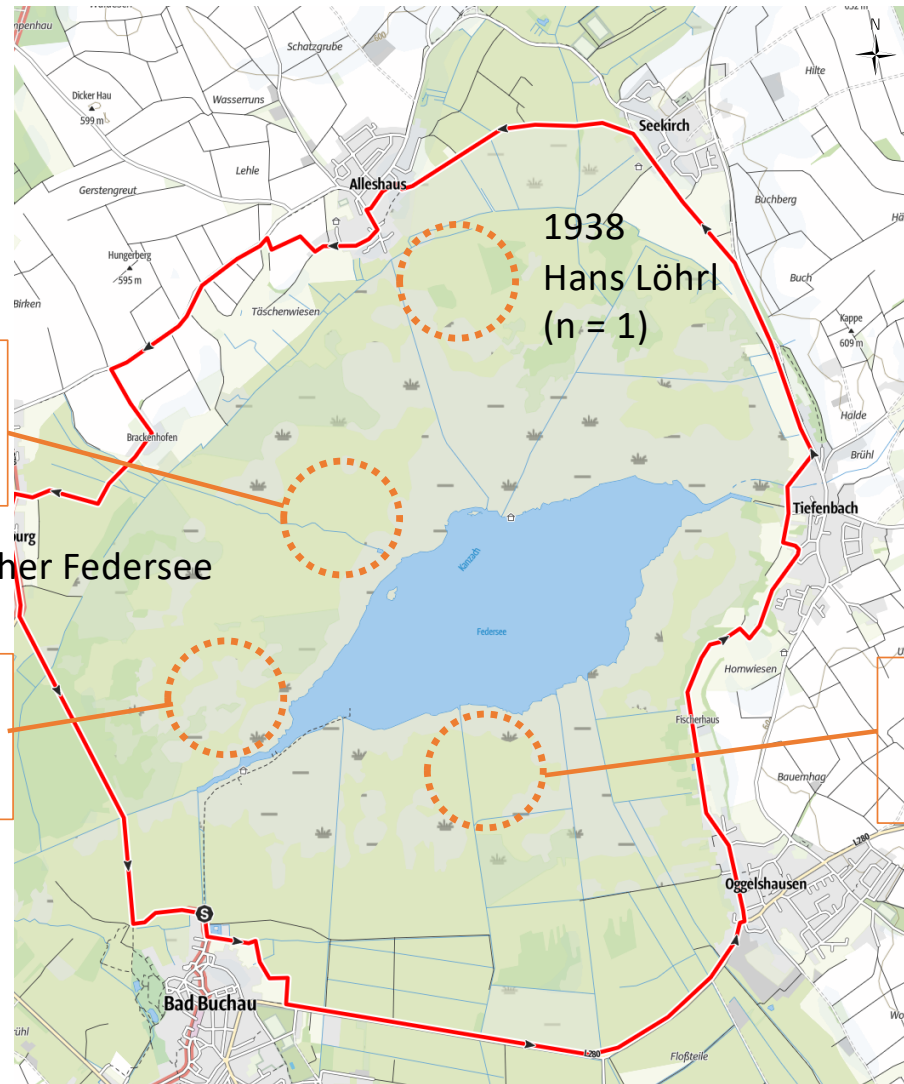 Schatzgrube
N
Hilte
Dicker Hau
599 m
Wasserruns
Seekirch
Lehle
Alleshaus
Gerstengreut
Buchberg
1938
Hans Löhrl
(n = 1)
Hungerberg
595 m
Buch
Birken
Täschenwiesen
Kappe
609 m
Halde
Brackenhofen
Brühl
Tiefenbach
her Federsee
Kanzach
Federsee
Homwiesen
Fischerhaus
Bauernhag
L280
Oggelshausen
S
Bad Buchau
L280
Floßteile